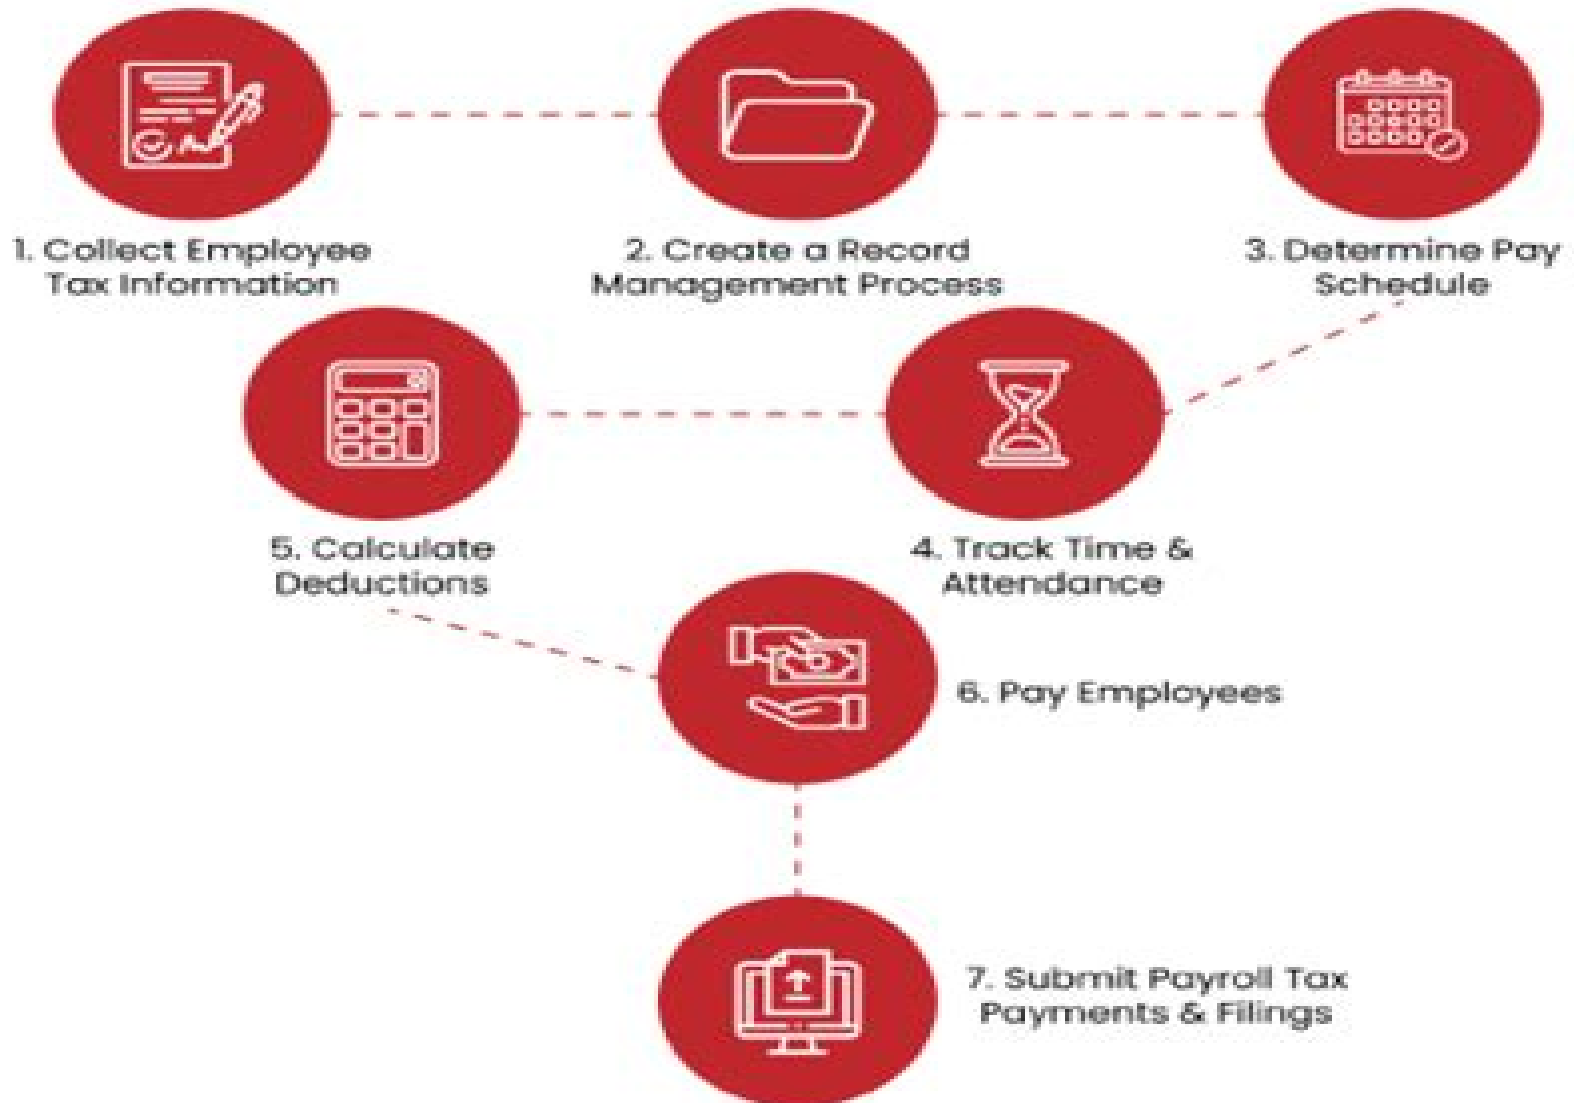 1. Collect Employee
Tax Information
2. Create a Record
Management Process
3. Determine Pay
Schedule
4. Track Time &
Attendance
5. Calculate
Deductions
6. Pay Employees
7. Submit Payroll Tax
Payments & Filings